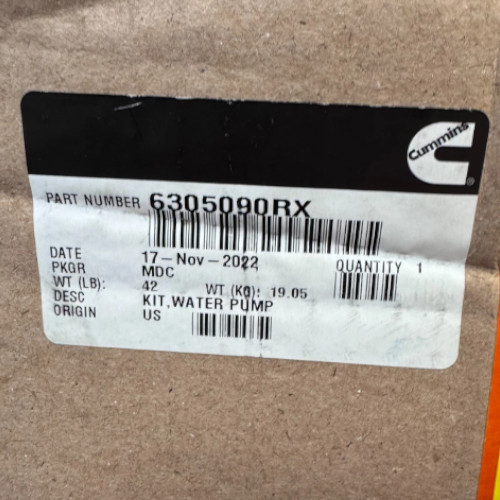 Cummins
PART NUMBER 6305090RX
DATE 17-Nov-2022 QUANTITY 1
PKGR MDC
WT (LB): 42 WT (KG): 19.05
DESC KIT,WATER PUMP
ORIGIN US